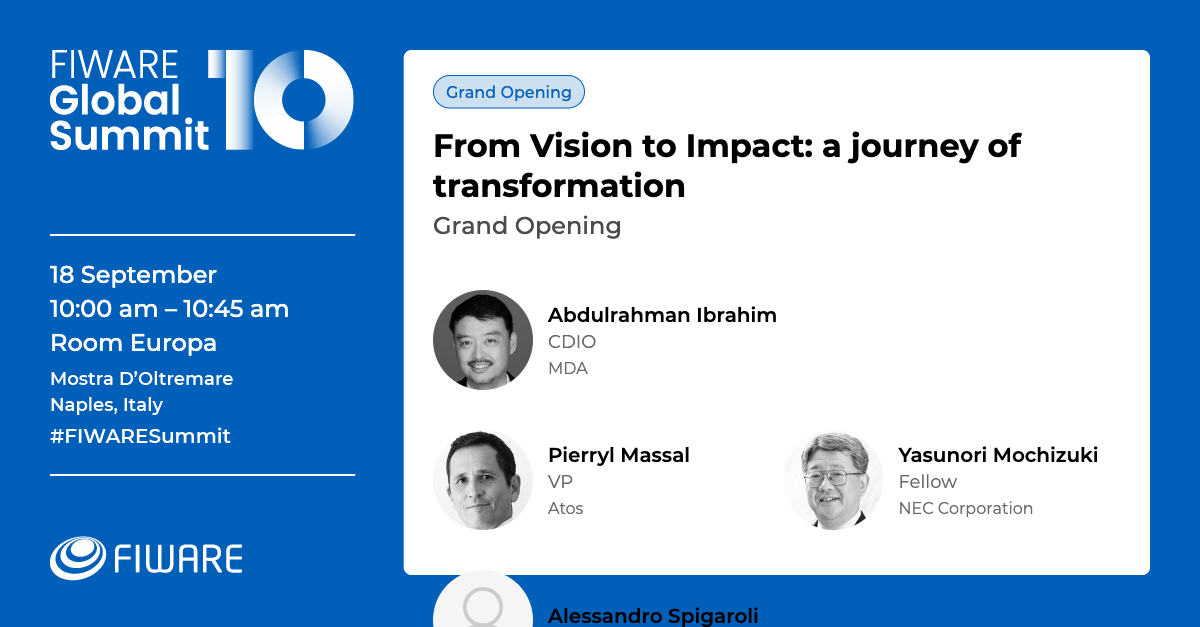 FIWARE
Global
Summit
10
18 September
10:00 am – 10:45 am
Room Europa
Mostra D’Oltremare
Naples, Italy
#FIWARESummit
FIWARE
Grand Opening
From Vision to Impact: a journey of
transformation
Grand Opening
Abdulrahman Ibrahim
CDIO
MDA
Pierryl Massal
VP
Atos
Yasunori Mochizuki
Fellow
NEC Corporation
Alessandro Spigaroli